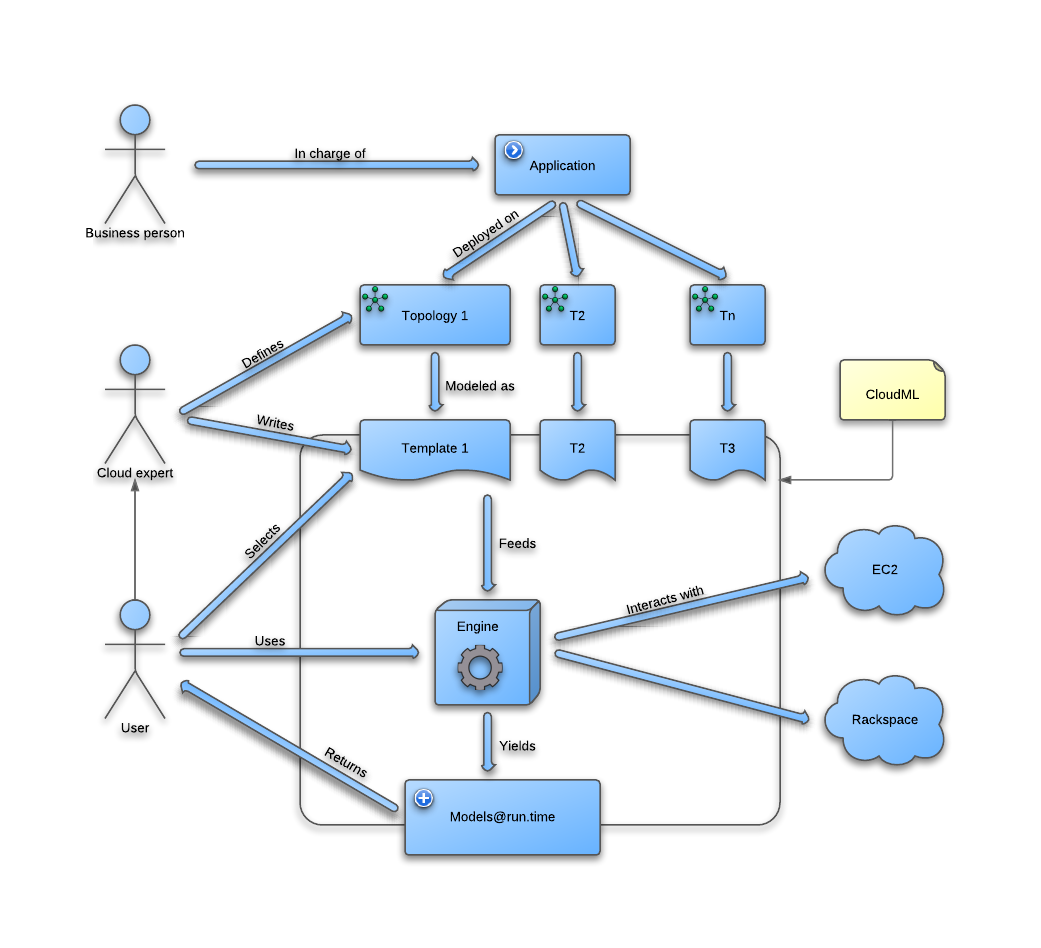 In charge of
Application
Business person
Deployed on
Topology 1
T2
Tn
Defines
Modeled as
CloudML
Writes
Template 1
T2
T3
Cloud expert
Selects
Feeds
EC2
Interacts with
Engine
Uses
User
Rackspace
Returns
Yields
Models@run.time